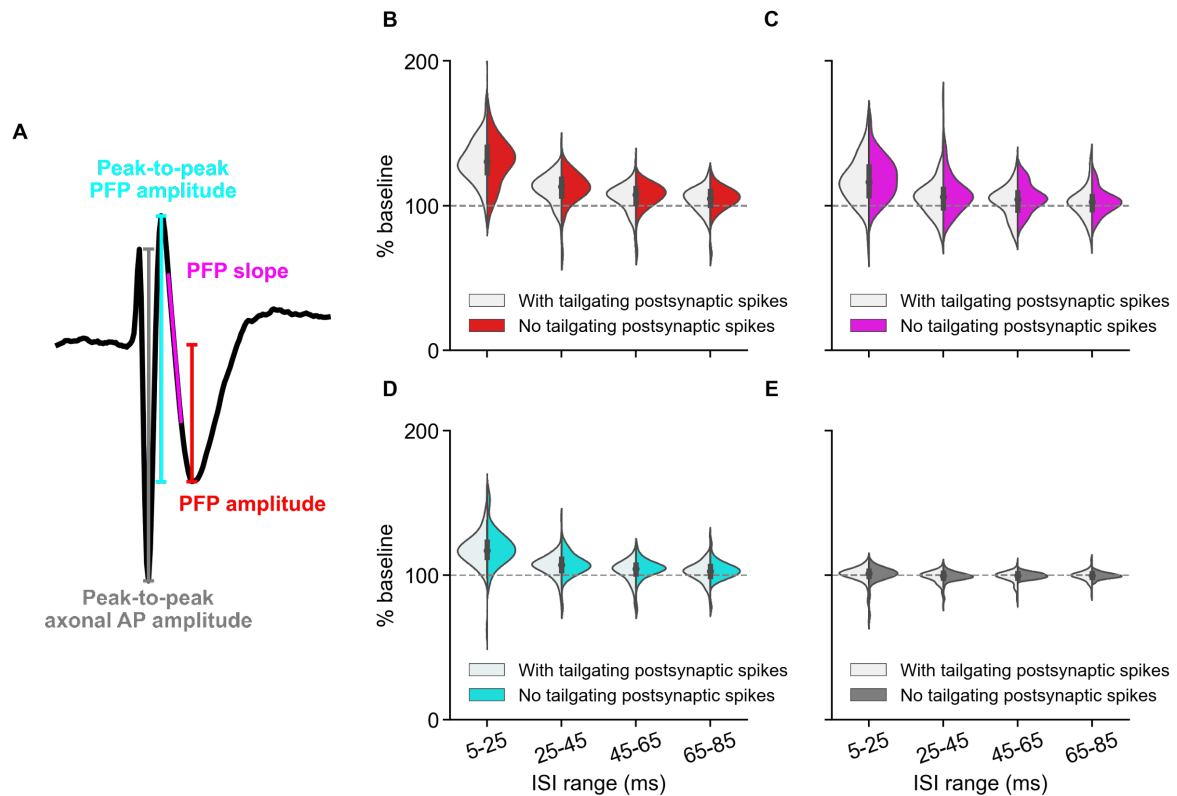 A
Peak-to-peak
PFP amplitude
PFP slope
PFP amplitude
Peak-to-peak
axonal AP amplitude
B
200
100
0
% baseline
With tailgating postsynaptic spikes
No tailgating postsynaptic spikes
C
With tailgating postsynaptic spikes
No tailgating postsynaptic spikes
D
200
100
0
% baseline
With tailgating postsynaptic spikes
No tailgating postsynaptic spikes
5-25 25-45 45-65 65-85
ISI range (ms)
E
With tailgating postsynaptic spikes
No tailgating postsynaptic spikes
5-25 25-45 45-65 65-85
ISI range (ms)